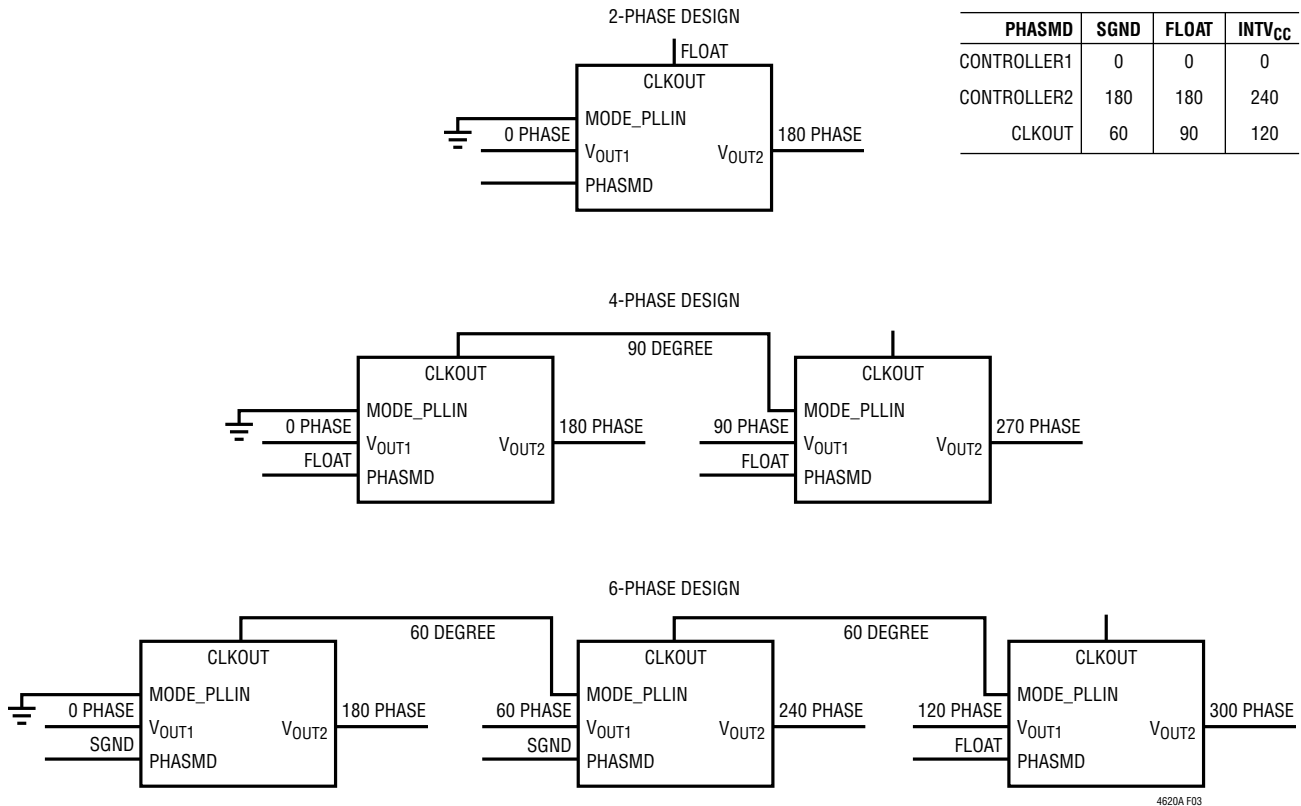 2-PHASE DESIGN
FLOAT
CLKOUT
MODE_PLLIN
0 PHASE
VOUT1
VOUT2
180 PHASE
PHASMD
PHASMD SGND FLOAT INTVCC
CONTROLLER1 0 0 0
CONTROLLER2 180 180 240
CLKOUT 60 90 120
4-PHASE DESIGN
90 DEGREE
CLKOUT
MODE_PLLIN
0 PHASE
VOUT1
VOUT2
180 PHASE
FLOAT
PHASMD
CLKOUT
MODE_PLLIN
90 PHASE
VOUT1
VOUT2
270 PHASE
FLOAT
PHASMD
6-PHASE DESIGN
60 DEGREE
60 DEGREE
CLKOUT
MODE_PLLIN
0 PHASE
VOUT1
VOUT2
180 PHASE
SGND
PHASMD
CLKOUT
MODE_PLLIN
60 PHASE
VOUT1
VOUT2
240 PHASE
SGND
PHASMD
CLKOUT
MODE_PLLIN
120 PHASE
VOUT1
VOUT2
300 PHASE
FLOAT
PHASMD
4620A F03